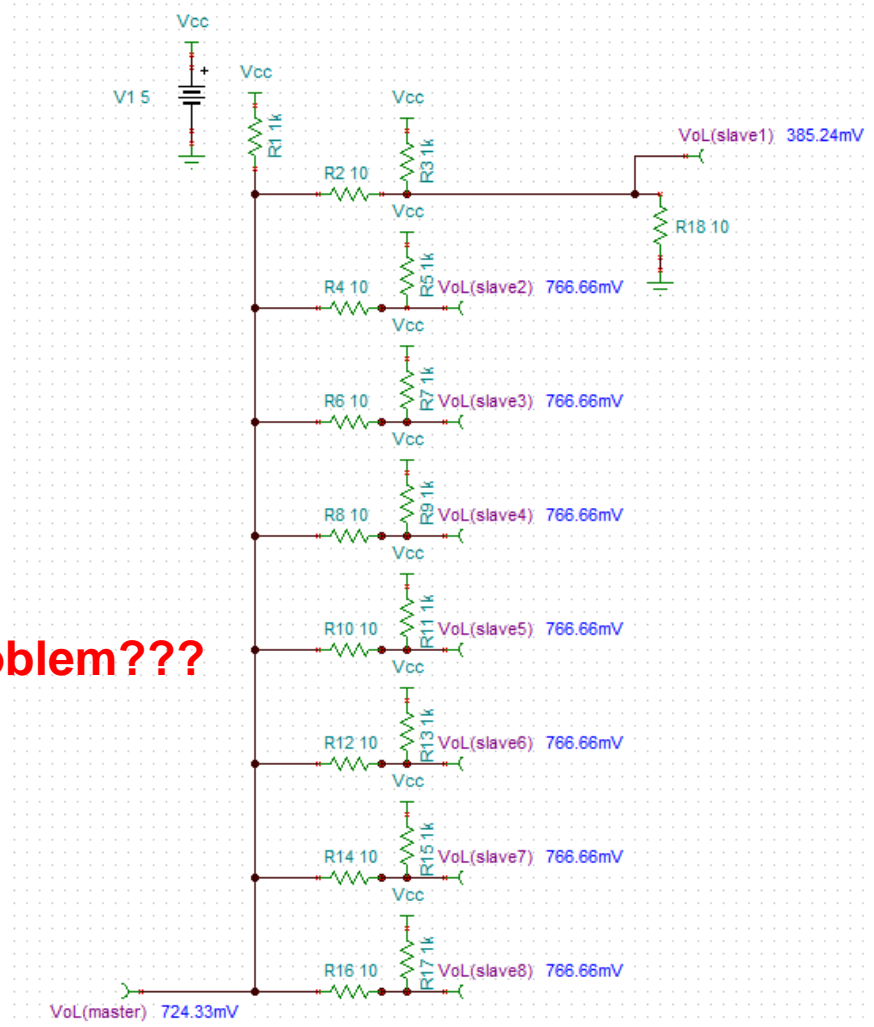 Vcc
V1 5
+
Vcc
R1 1k
Vcc
R3 1k
VoL(slave1) 385.24mV
R2 10
R18 10
Vcc
R5 1k
R4 10
VoL(slave2) 766.66mV
Vcc
R7 1k
R6 10
VoL(slave3) 766.66mV
Vcc
R9 1k
R8 10
VoL(slave4) 766.66mV
Vcc
R11 1k
R10 10
VoL(slave5) 766.66mV
oblem???
Vcc
R13 1k
R12 10
VoL(slave6) 766.66mV
Vcc
R15 1k
R14 10
VoL(slave7) 766.66mV
Vcc
R17 1k
R16 10
VoL(slave8) 766.66mV
VoL(master) 724.33mV